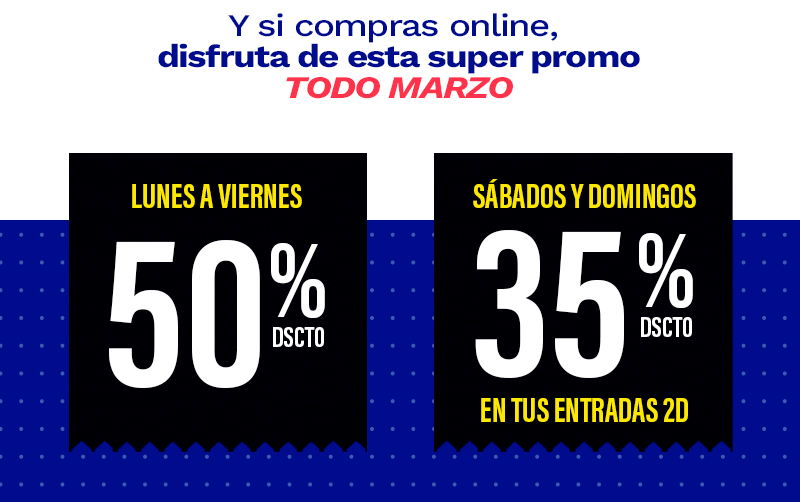 Y si compras online,
disfruta de esta super promo
TODO MARZO
LUNES A VIERNES
50%
DSCTO
SÁBADOS Y DOMINGOS
35%
DSCTO
EN TUS ENTRADAS 2D